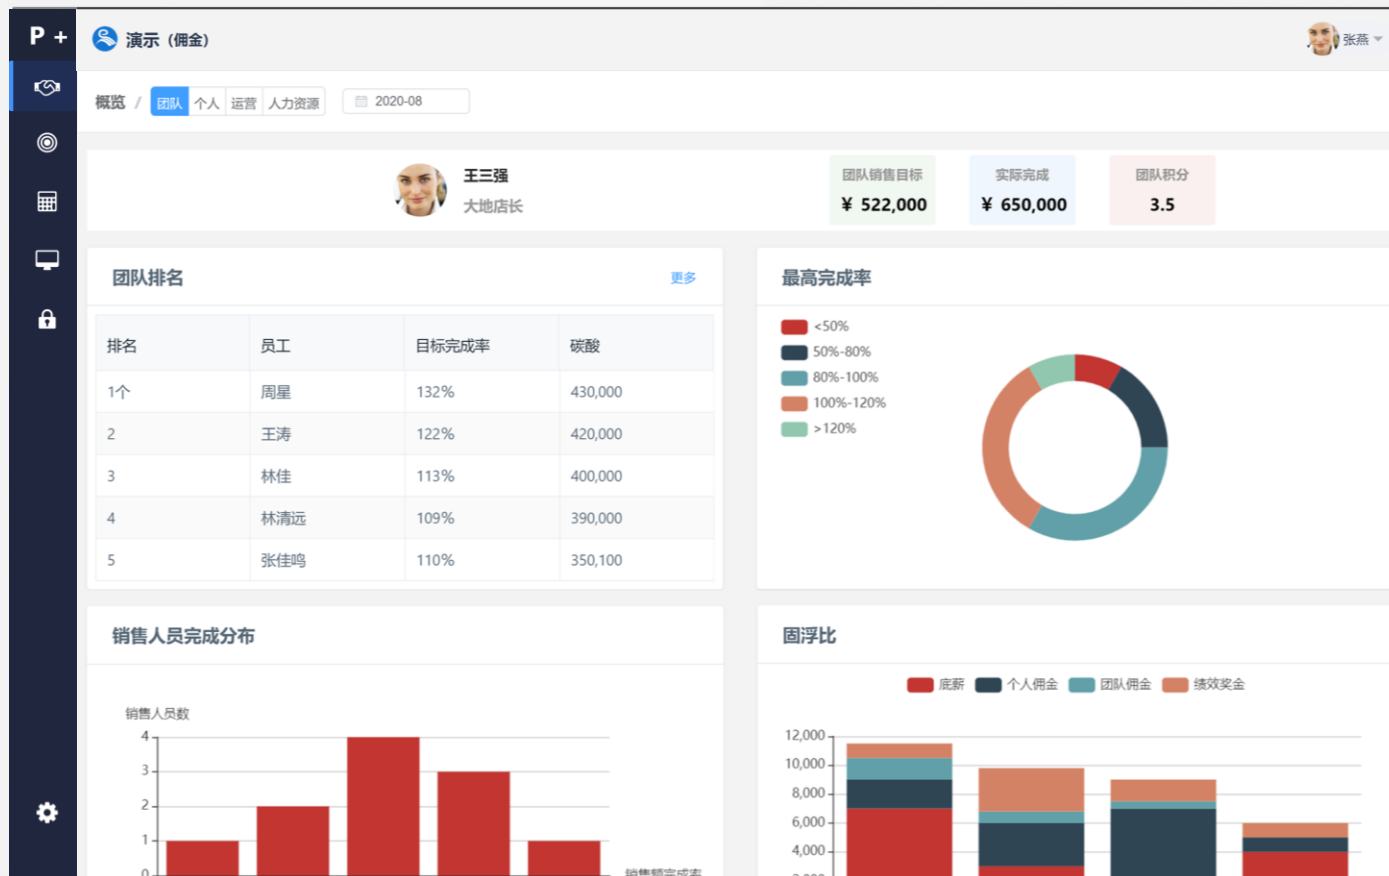 P +
演示（佣金）
张燕
概览 / 团队 个人 运营 人力资源 2020-08
王三强
大地店长
团队销售目标
¥ 522,000
实际完成
¥ 650,000
团队积分
3.5
团队排名 更多
排名 员工 目标完成率 碳酸
1个 周星 132% 430,000
2 王涛 122% 420,000
3 林佳 113% 400,000
4 林清远 109% 390,000
5 张佳鸣 110% 350,100
最高完成率
<50%
50%-80%
80%-100%
100%-120%
>120%
销售人员完成分布
销售人员数
4
3
2
1
0
销售额完成率
固浮比
底薪 个人佣金 团队佣金 绩效奖金
12,000
10,000
8,000
6,000
4,000
2,000